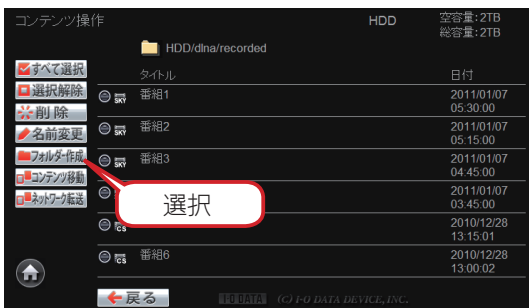 コンテンツ操作
HDD
空容量:2TB
総容量:2TB
HDD/dlna/recorded
すべて選択
選択解除
削除
名前変更
フォルダー作成
コンテンツ移動
ネットワーク転送
タイトル
日付
SKY
番組1
2011/01/07
05:30:00
SKY
番組2
2011/01/07
05:15:00
SKY
番組3
2011/01/07
04:45:00
2011/01/07
03:45:00
CS
2010/12/28
13:15:01
CS
番組6
2010/12/28
13:00:02
選択
戻る
I-O DATA
(C) I-O DATA DEVICE, INC.